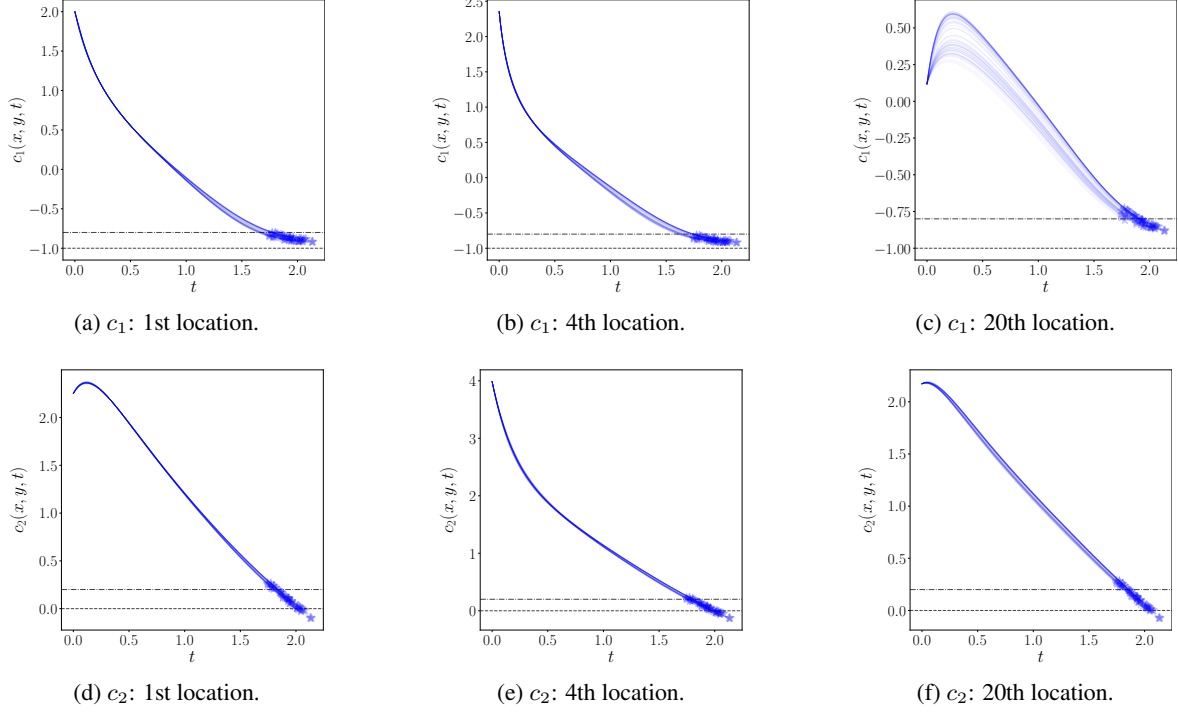 2.0
1.5
1.0
0.5
0.0
−0.5
−1.0
c₁(x, y, t)
0.0 0.5 1.0 1.5 2.0
t
(a) c₁: 1st location.
2.5
2.0
1.5
1.0
0.5
0.0
−0.5
−1.0
c₁(x, y, t)
0.0 0.5 1.0 1.5 2.0
t
(b) c₁: 4th location.
0.50
0.25
0.00
−0.25
−0.50
−0.75
−1.00
c₁(x, y, t)
0.0 0.5 1.0 1.5 2.0
t
(c) c₁: 20th location.
2.0
1.5
1.0
0.5
0.0
c₂(x, y, t)
0.0 0.5 1.0 1.5 2.0
t
(d) c₂: 1st location.
4
3
2
1
0
c₂(x, y, t)
0.0 0.5 1.0 1.5 2.0
t
(e) c₂: 4th location.
2.0
1.5
1.0
0.5
0.0
c₂(x, y, t)
0.0 0.5 1.0 1.5 2.0
t
(f) c₂: 20th location.